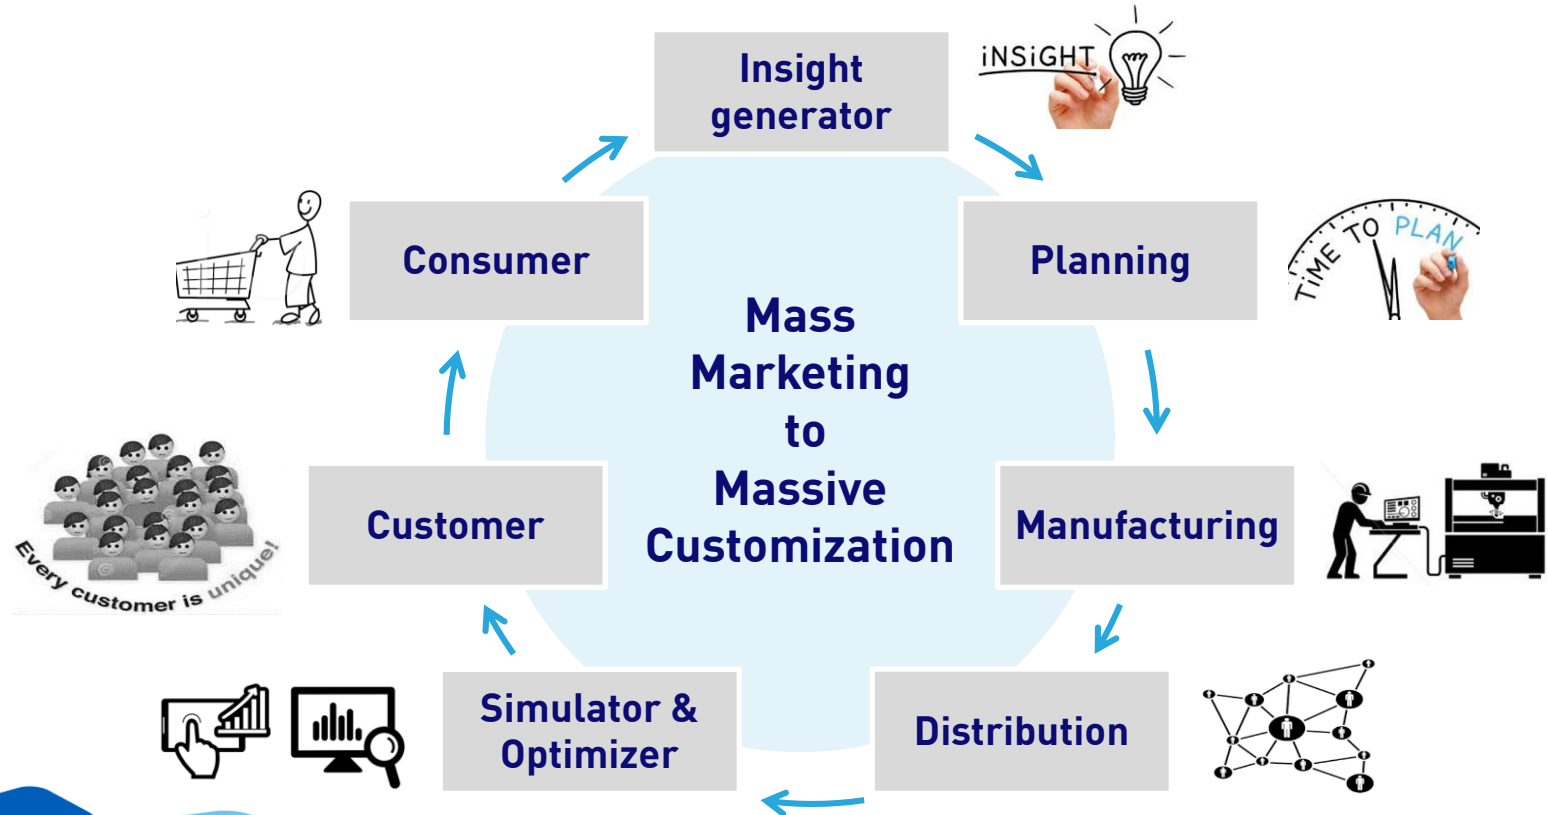 Insight
generator
iNSiGHT
Consumer
Planning
TiME TO PLAN
Mass
Marketing
to
Massive
Customization
Customer
Manufacturing
Every customer is unique!
Simulator &
Optimizer
Distribution